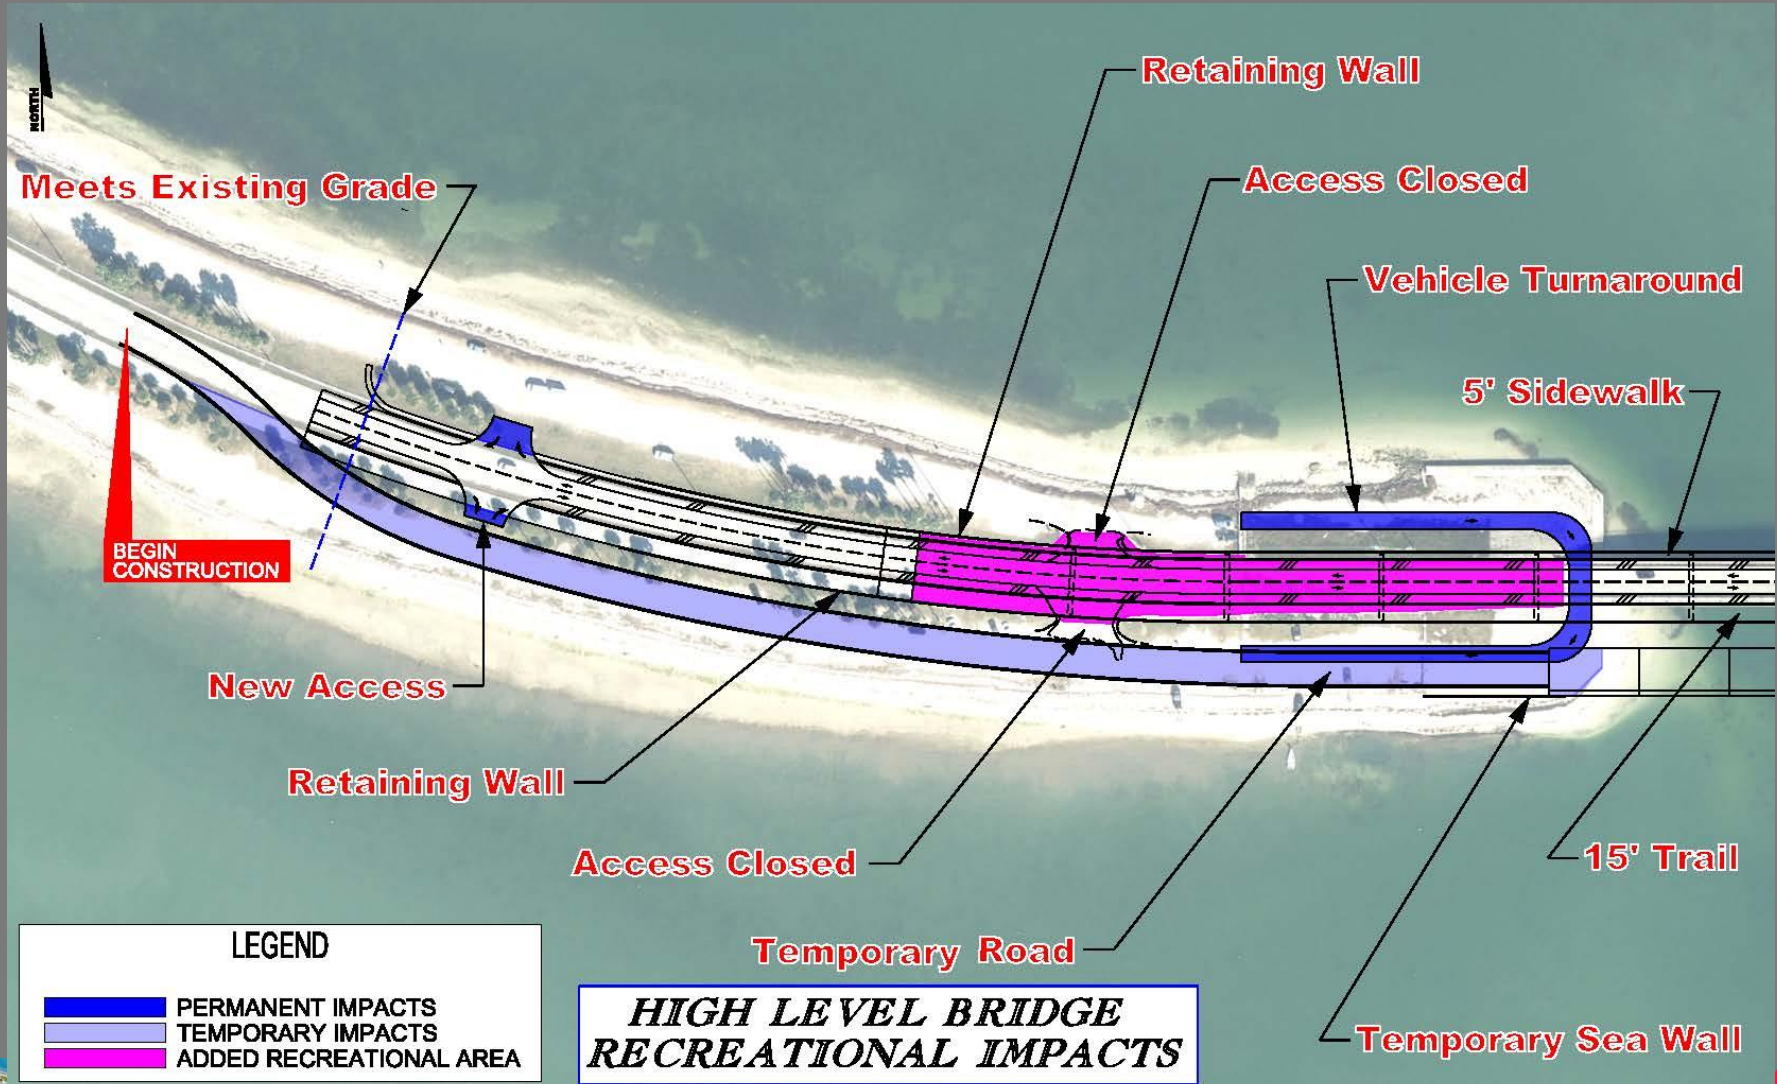 NORTH
Retaining Wall
Meets Existing Grade
Access Closed
Vehicle Turnaround
5' Sidewalk
BEGIN
CONSTRUCTION
New Access
Retaining Wall
Access Closed
15' Trail
Temporary Road
Temporary Sea Wall
LEGEND
PERMANENT IMPACTS
TEMPORARY IMPACTS
ADDED RECREATIONAL AREA
HIGH LEVEL BRIDGE
RECREATIONAL IMPACTS